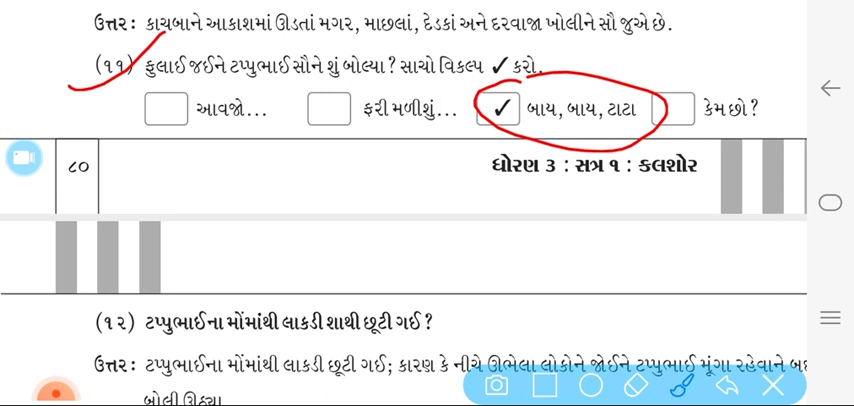 ઉત્તર : કાચબાને આકાશમાં ઊડતાં મગર, માછલાં, દેડકાં અને દરવાજા ખોલીને સૌ જુએ છે.
(૧૧) ફુલાઈ જઈને ટપ્પુભાઈ સૌને શું બોલ્યા? સાચો વિકલ્પ ✓ કરો.
આવજો... ફરી મળીશું... ✓ બાય, બાય, ટાટા કેમ છો?
૮૦ ધોરણ 3 : સત્ર ૧ : કલશોર
(૧૨) ટપ્પુભાઈના મોંમાંથી લાકડી શાથી છૂટી ગઈ?
ઉત્તર : ટપ્પુભાઈના મોંમાંથી લાકડી છૂટી ગઈ; કારણ કે નીચે ઊભેલા લોકોને જોઈને ટપ્પુભાઈ મૂંગા રહેવાને
બોલી ઊઠ્યા